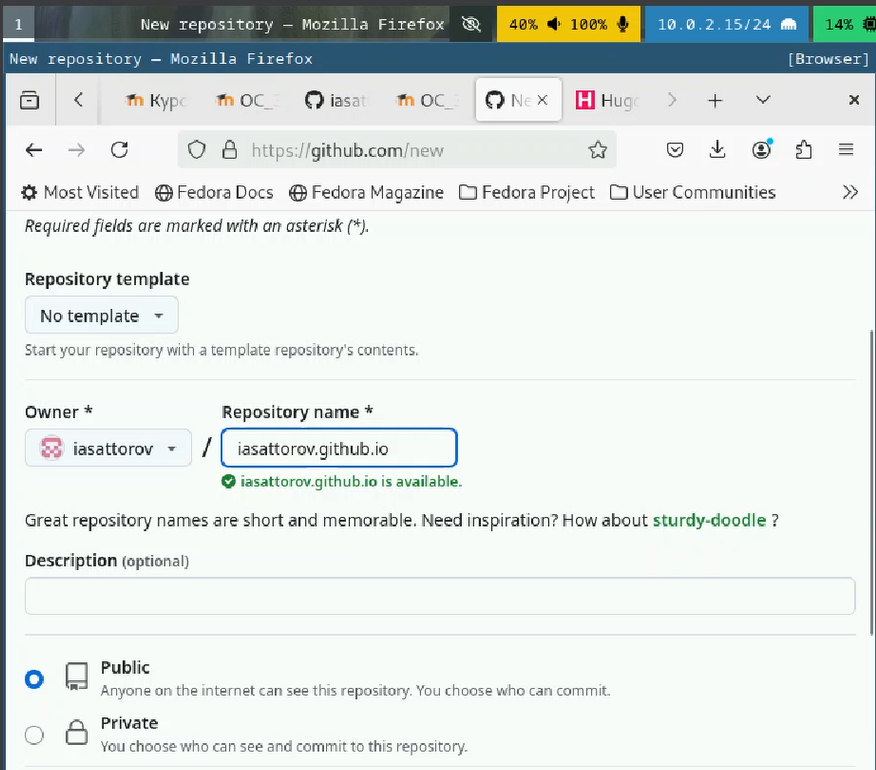 1 New repository — Mozilla Firefox 40% 100% 10.0.2.15/24 14%
New repository — Mozilla Firefox [Browser]
Курс OC_ iasat OC_ Ne Hugo
https://github.com/new
Most Visited Fedora Docs Fedora Magazine Fedora Project User Communities
Required fields are marked with an asterisk (*).
Repository template
No template
Start your repository with a template repository's contents.
Owner * Repository name *
iasattorov / iasattorov.github.io
iasattorov.github.io is available.
Great repository names are short and memorable. Need inspiration? How about sturdy-doodle ?
Description (optional)
Public
Anyone on the internet can see this repository. You choose who can commit.
Private
You choose who can see and commit to this repository.